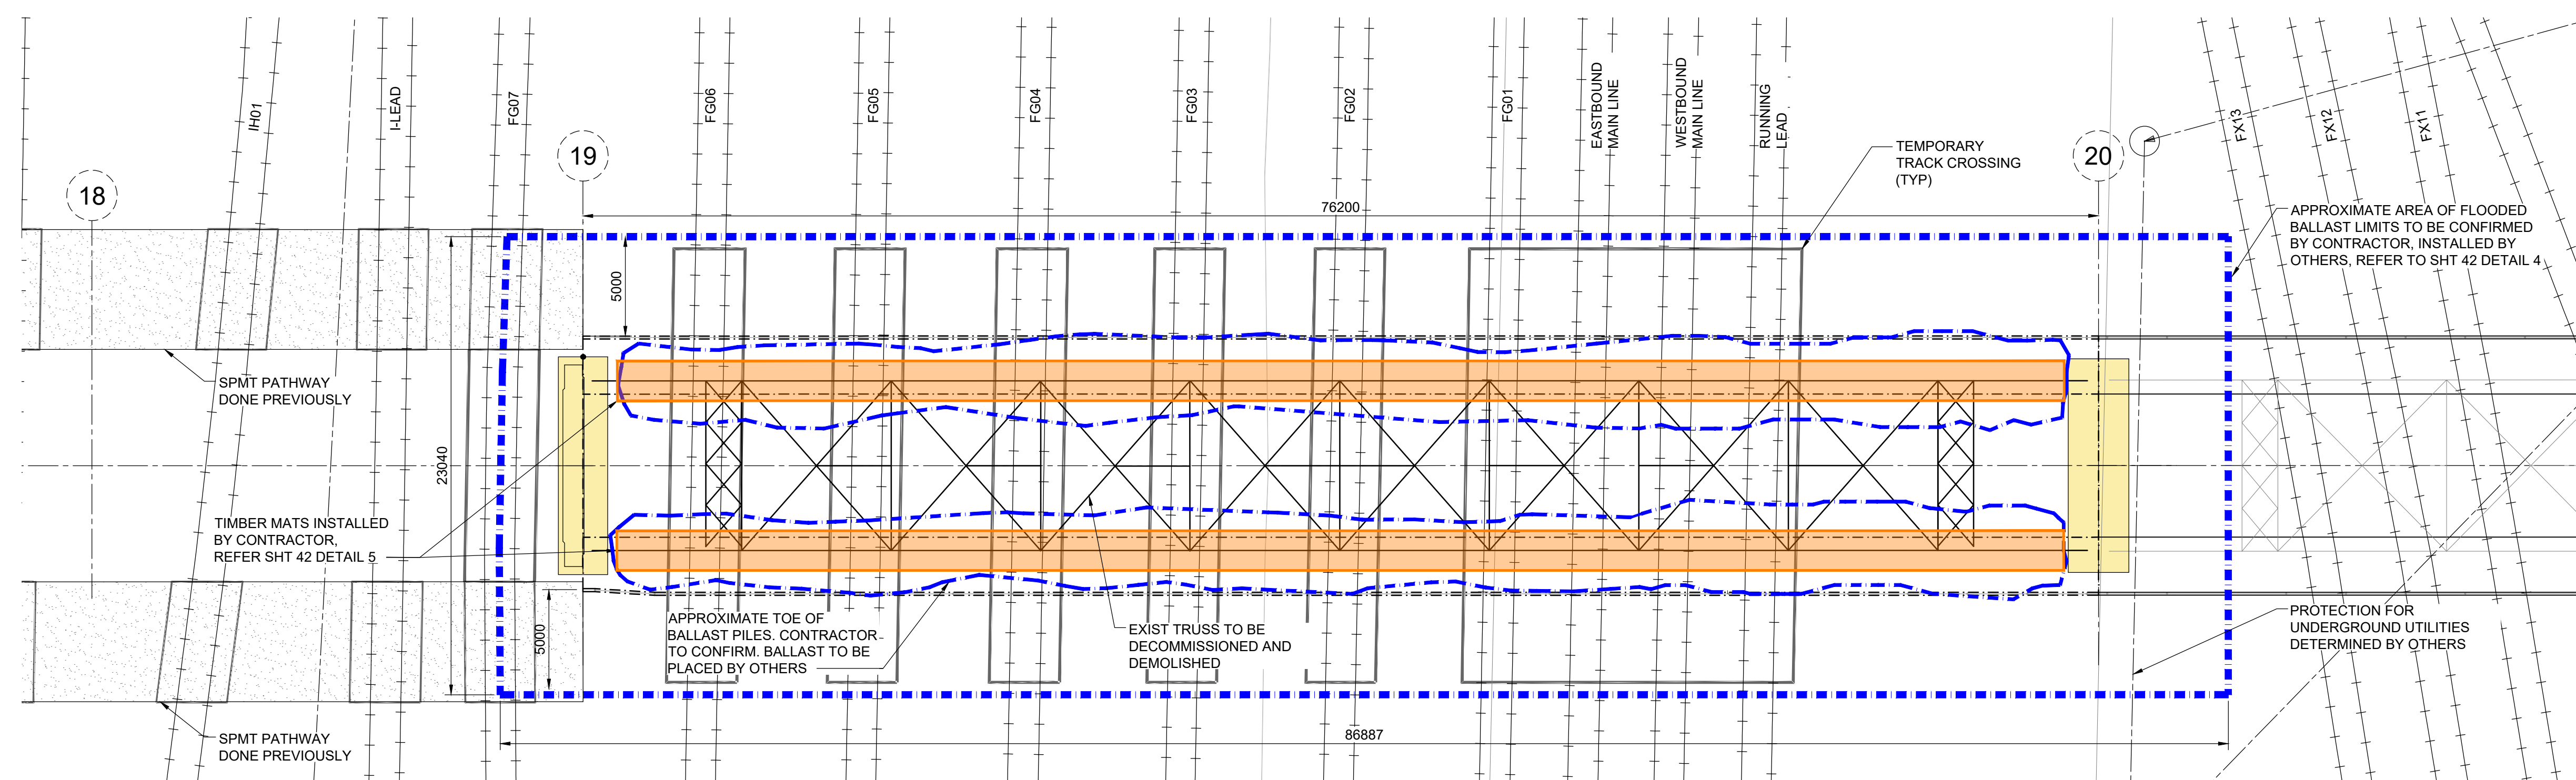 IH01
I-LEAD
FG07
FG06
FG05
FG04
FG03
FG02
FG01
EASTBOUND
MAIN LINE
WESTBOUND
MAIN LINE
RUNNING
LEAD
FX13
FX12
FX11
18
19
20
76200
TEMPORARY
TRACK CROSSING
(TYP)
APPROXIMATE AREA OF FLOODED
BALLAST LIMITS TO BE CONFIRMED
BY CONTRACTOR, INSTALLED BY
OTHERS, REFER TO SHT 42 DETAIL 4
5000
SPMT PATHWAY
DONE PREVIOUSLY
23040
TIMBER MATS INSTALLED
BY CONTRACTOR,
REFER SHT 42 DETAIL 5
5000
APPROXIMATE TOE OF
BALLAST PILES. CONTRACTOR
TO CONFIRM. BALLAST TO BE
PLACED BY OTHERS
EXIST TRUSS TO BE
DECOMMISSIONED AND
DEMOLISHED
PROTECTION FOR
UNDERGROUND UTILITIES
DETERMINED BY OTHERS
SPMT PATHWAY
DONE PREVIOUSLY
86887